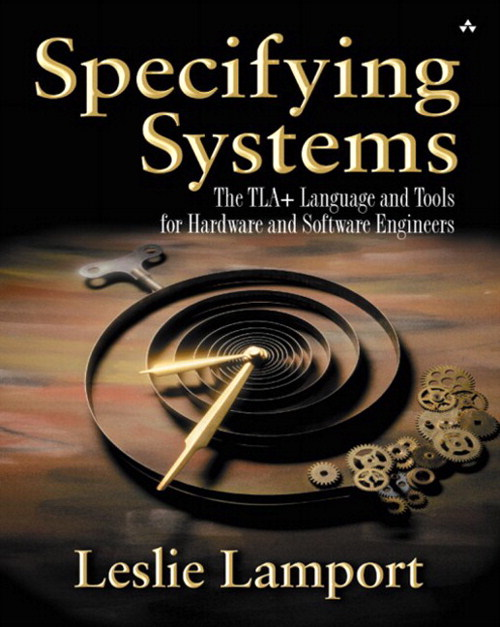 Specifying
Systems
The TLA+ Language and Tools
for Hardware and Software Engineers
Leslie Lamport